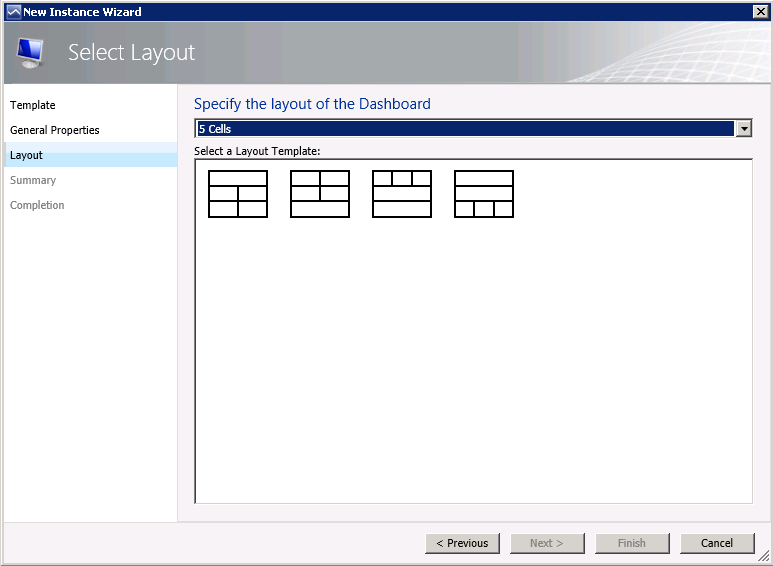 New Instance Wizard
Select Layout
Template
General Properties
Layout
Summary
Completion
Specify the layout of the Dashboard
5 Cells
Select a Layout Template:
< Previous
Next >
Finish
Cancel